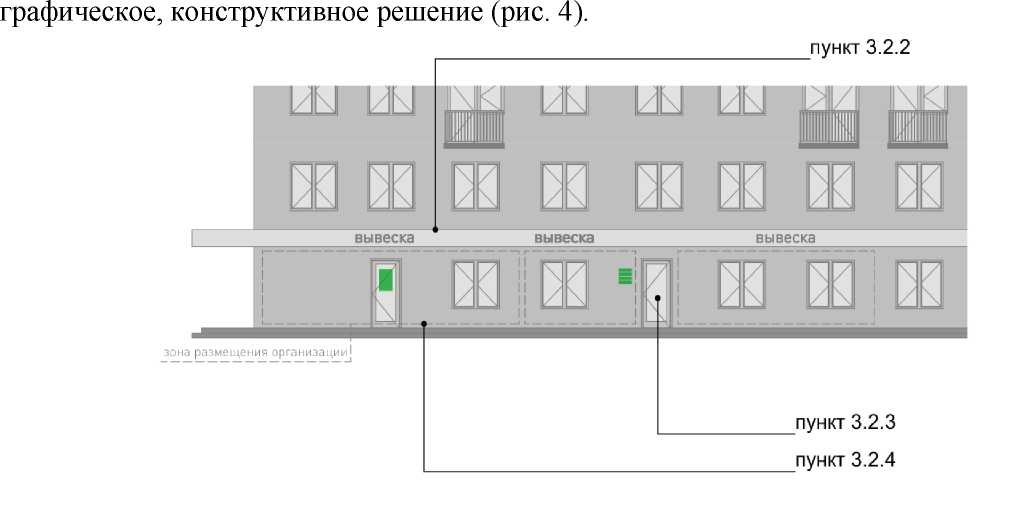 графическое, конструктивное решение (рис. 4).
пункт 3.2.2
вывеска вывеска вывеска
зона размещения организации
пункт 3.2.3
пункт 3.2.4